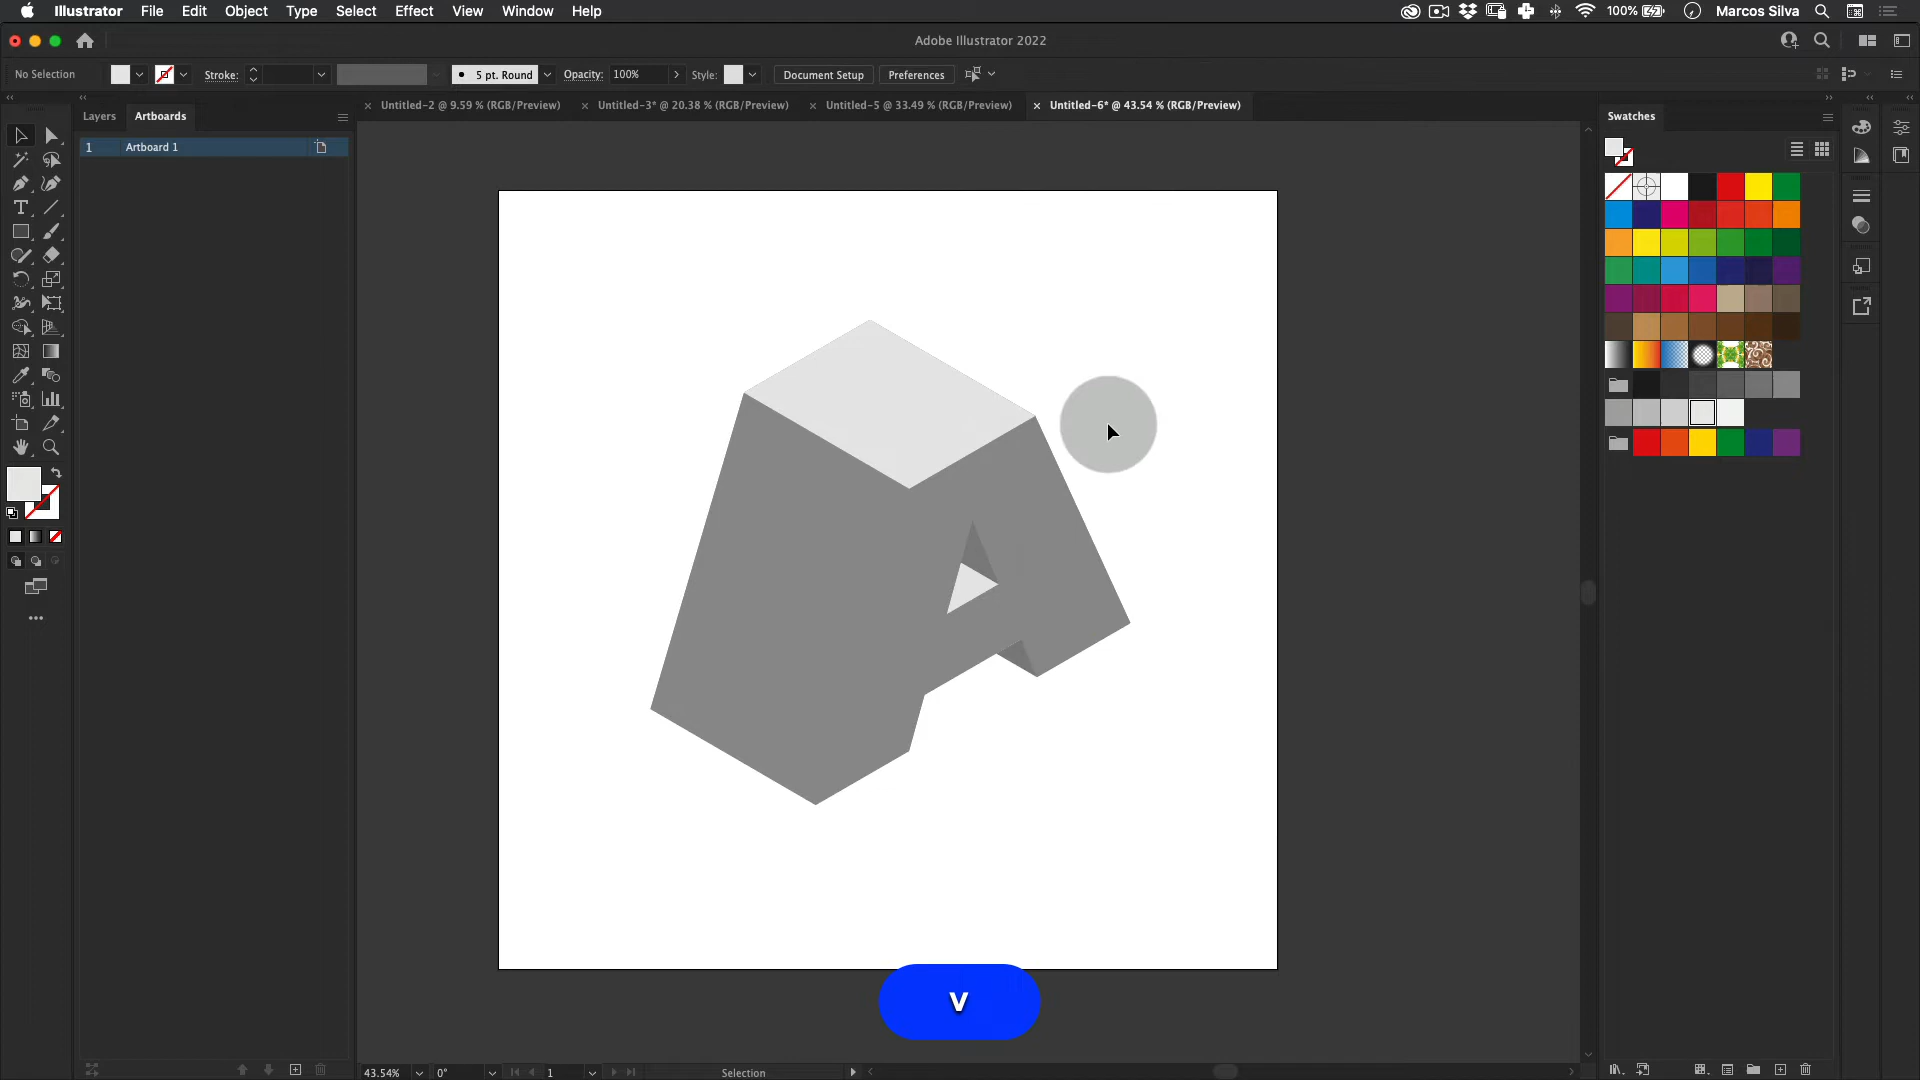 Illustrator File Edit Object Type Select Effect View Window Help 100% Marcos Silva
Adobe Illustrator 2022
No Selection Stroke: 5 pt. Round Opacity: 100% Style: Document Setup Preferences
Untitled-2 @ 9.59 % (RGB/Preview) Untitled-3* @ 20.38 % (RGB/Preview) Untitled-5 @ 33.49 % (RGB/Preview) Untitled-6* @ 43.54 % (RGB/Preview)
Layers Artboards Swatches
1 Artboard 1
A
V
43.54% 0° 1 Selection